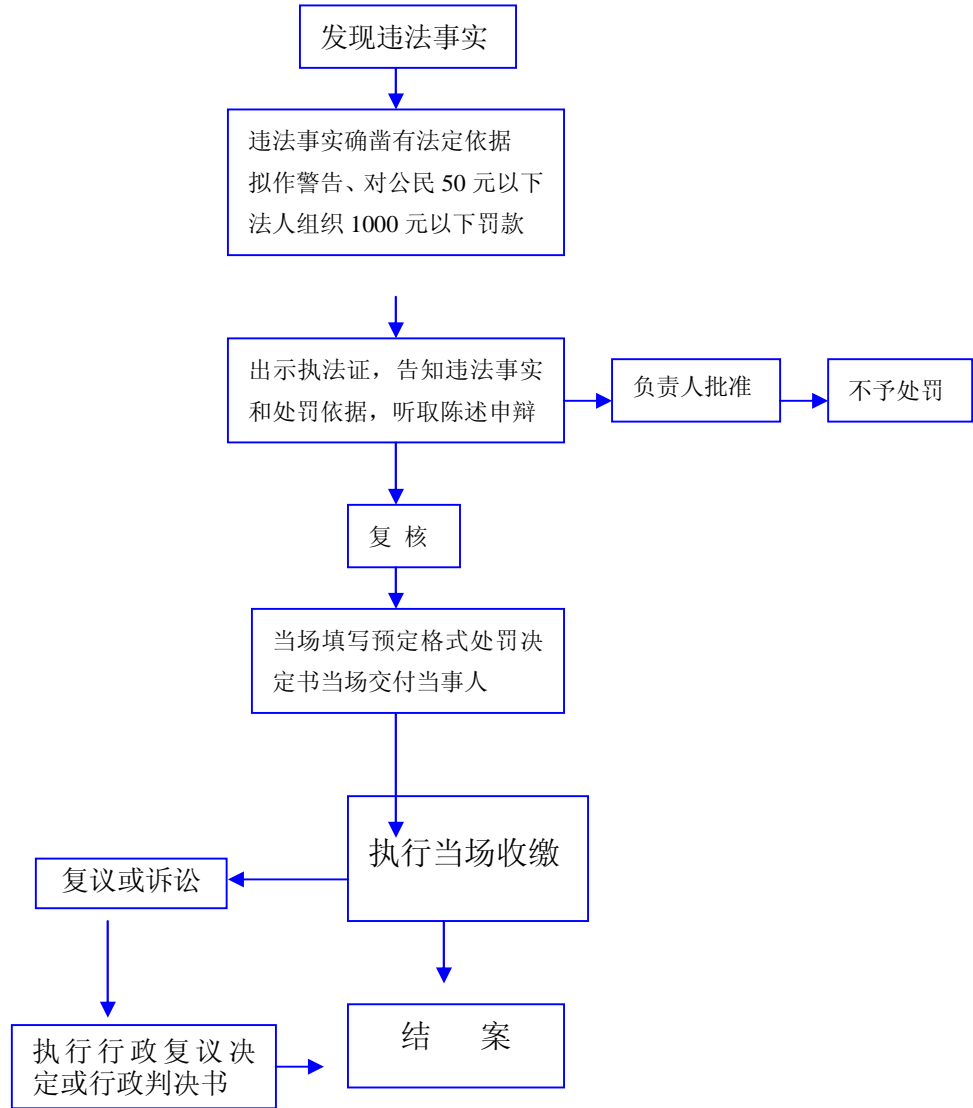 发现违法事实
违法事实确凿有法定依据
拟作警告、对公民 50 元以下
法人组织 1000 元以下罚款
出示执法证，告知违法事实
和处罚依据，听取陈述申辩
负责人批准
不予处罚
复 核
当场填写预定格式处罚决
定书当场交付当事人
执行当场收缴
复议或诉讼
结 案
执行行政复议决
定或行政判决书